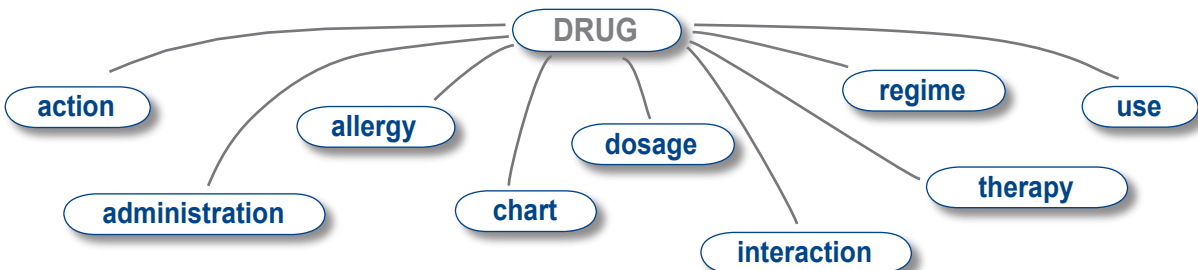 DRUG
action
administration
allergy
chart
dosage
interaction
regime
therapy
use